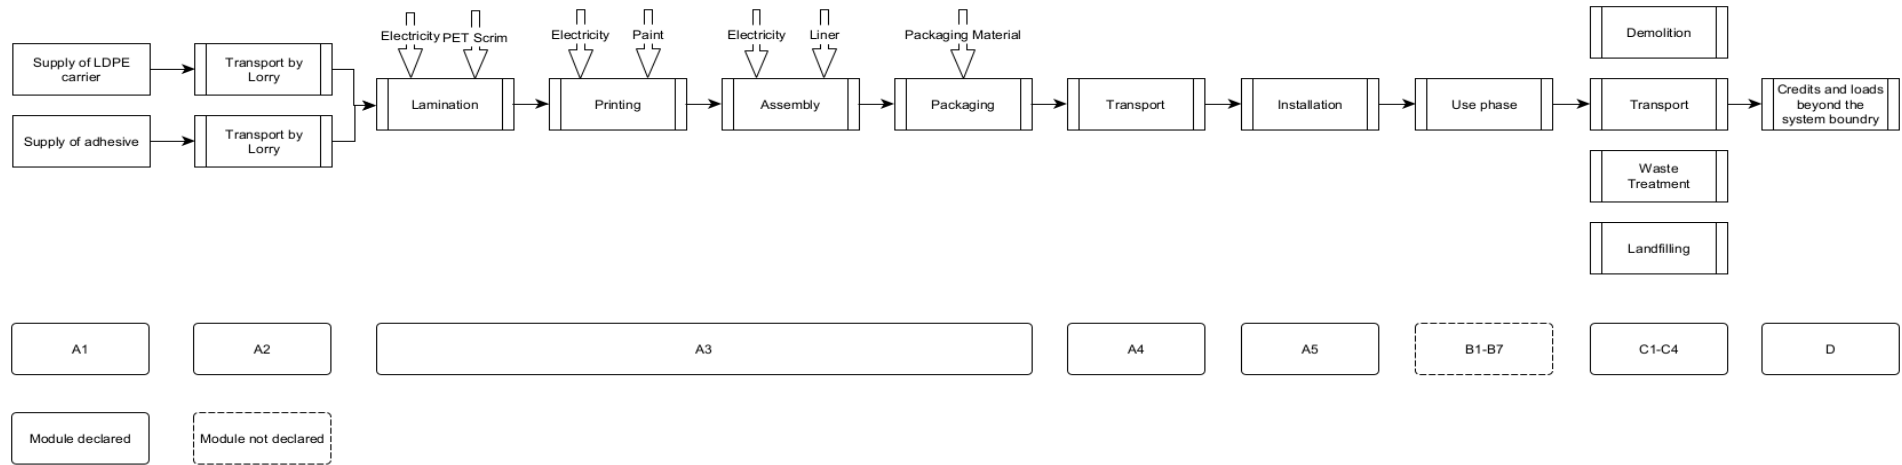 Electricity
PET Scrim
Electricity
Paint
Electricity
Liner
Packaging Material
Demolition
Supply of LDPE
carrier
Transport by
Lorry
Lamination
Printing
Assembly
Packaging
Transport
Installation
Use phase
Transport
Credits and loads
beyond the
system boundry
Supply of adhesive
Transport by
Lorry
Waste
Treatment
Landfilling
A1
A2
A3
A4
A5
B1-B7
C1-C4
D
Module declared
Module not declared